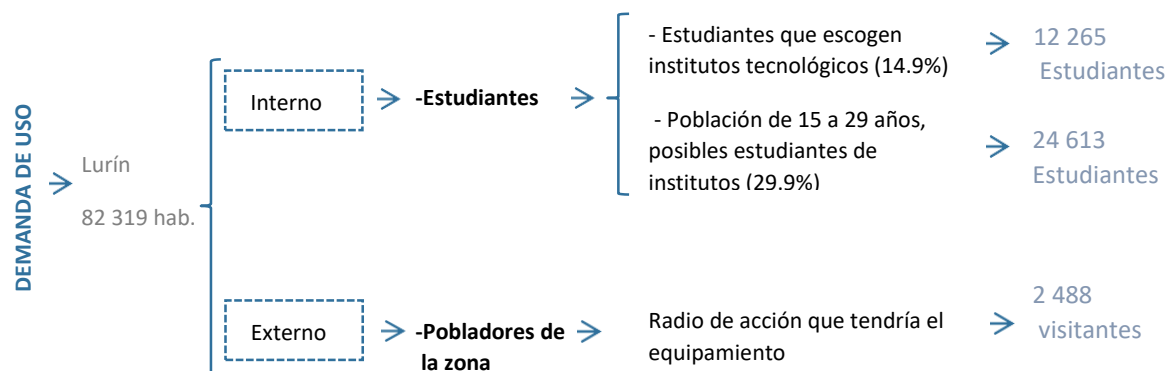 DEMANDA DE USO
Lurín
82 319 hab.
Interno
-Estudiantes
- Estudiantes que escogen
institutos tecnológicos (14.9%)
12 265
Estudiantes
- Población de 15 a 29 años,
posibles estudiantes de
institutos (29.9%)
24 613
Estudiantes
Externo
-Pobladores de
la zona
Radio de acción que tendría el
equipamiento
2 488
visitantes